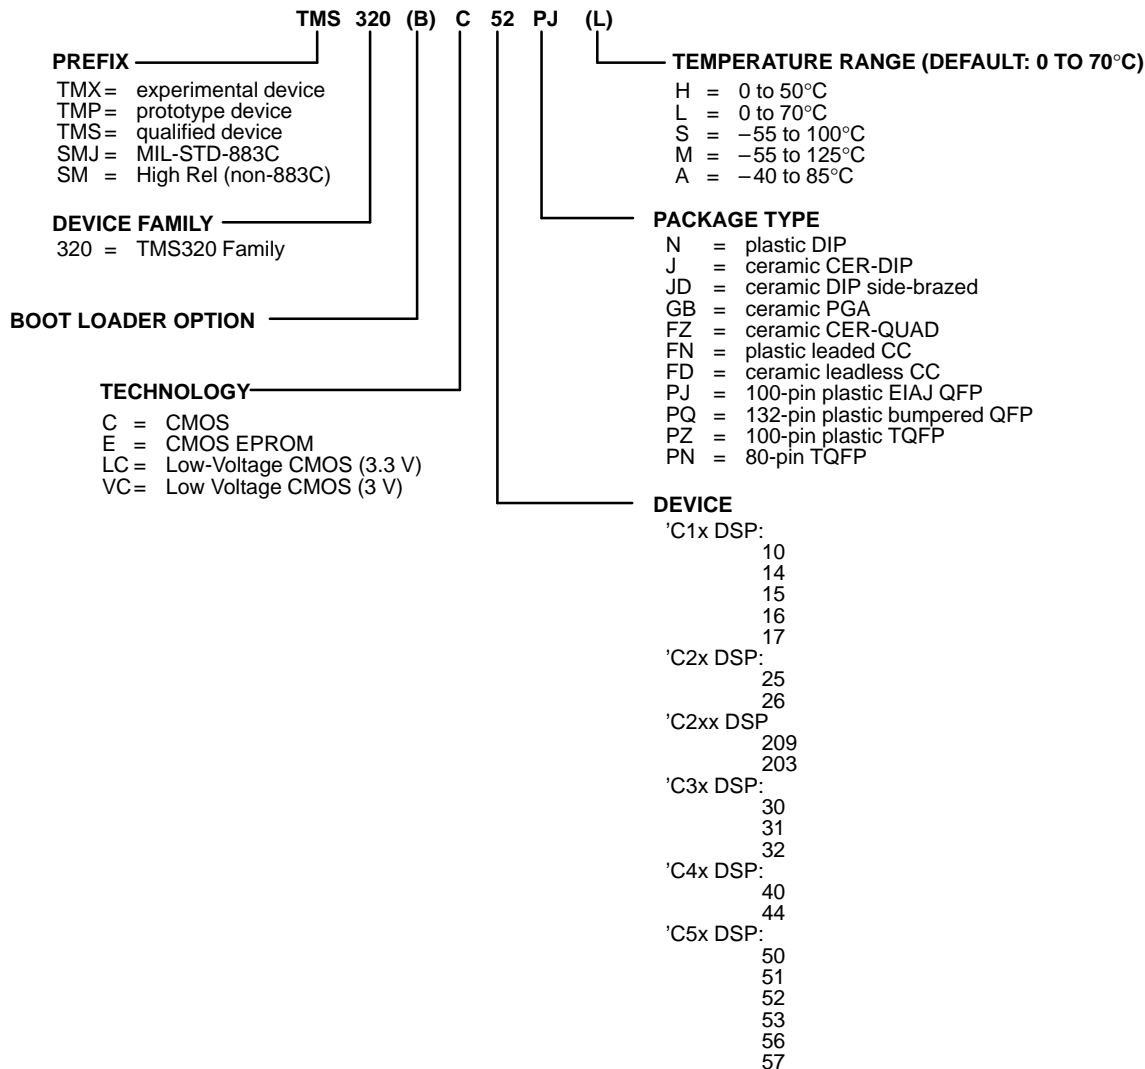 TMS 320 (B) C 52 PJ (L)
PREFIX
TMX = experimental device
TMP = prototype device
TMS = qualified device
SMJ = MIL-STD-883C
SM = High Rel (non-883C)
DEVICE FAMILY
320 = TMS320 Family
BOOT LOADER OPTION
TECHNOLOGY
C = CMOS
E = CMOS EPROM
LC = Low-Voltage CMOS (3.3 V)
VC = Low Voltage CMOS (3 V)
TEMPERATURE RANGE (DEFAULT: 0 TO 70°C)
H = 0 to 50°C
L = 0 to 70°C
S = –55 to 100°C
M = –55 to 125°C
A = –40 to 85°C
PACKAGE TYPE
N = plastic DIP
J = ceramic CER-DIP
JD = ceramic DIP side-brazed
GB = ceramic PGA
FZ = ceramic CER-QUAD
FN = plastic leaded CC
FD = ceramic leadless CC
PJ = 100-pin plastic EIAJ QFP
PQ = 132-pin plastic bumpered QFP
PZ = 100-pin plastic TQFP
PN = 80-pin TQFP
DEVICE
’C1x DSP:
10
14
15
16
17
’C2x DSP:
25
26
’C2xx DSP
209
203
’C3x DSP:
30
31
32
’C4x DSP:
40
44
’C5x DSP:
50
51
52
53
56
57